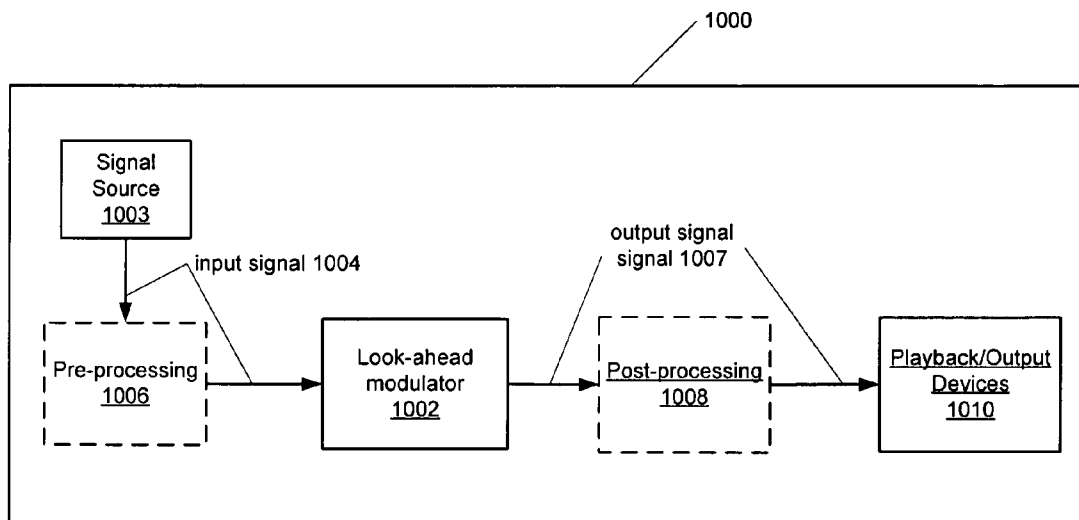 1000
Signal
Source
1003
input signal 1004
output signal
signal 1007
Pre-processing
1006
Look-ahead
modulator
1002
Post-processing
1008
Playback/Output
Devices
1010